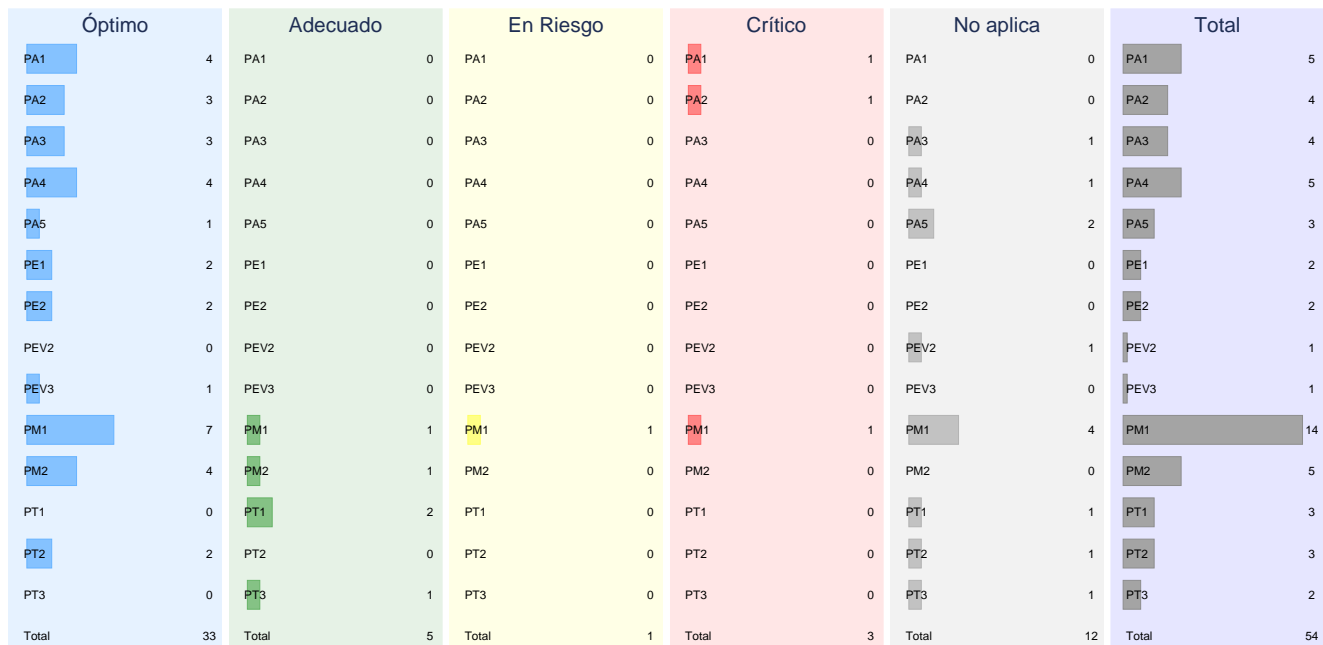 Óptimo Adecuado En Riesgo Crítico No aplica Total
PA1 4 PA1 0 PA1 0 PA1 1 PA1 0 PA1 5
PA2 3 PA2 0 PA2 0 PA2 1 PA2 0 PA2 4
PA3 3 PA3 0 PA3 0 PA3 0 PA3 1 PA3 4
PA4 4 PA4 0 PA4 0 PA4 0 PA4 1 PA4 5
PA5 1 PA5 0 PA5 0 PA5 0 PA5 2 PA5 3
PE1 2 PE1 0 PE1 0 PE1 0 PE1 0 PE1 2
PE2 2 PE2 0 PE2 0 PE2 0 PE2 0 PE2 2
PEV2 0 PEV2 0 PEV2 0 PEV2 0 PEV2 1 PEV2 1
PEV3 1 PEV3 0 PEV3 0 PEV3 0 PEV3 0 PEV3 1
PM1 7 PM1 1 PM1 1 PM1 1 PM1 4 PM1 14
PM2 4 PM2 1 PM2 0 PM2 0 PM2 0 PM2 5
PT1 0 PT1 2 PT1 0 PT1 0 PT1 1 PT1 3
PT2 2 PT2 0 PT2 0 PT2 0 PT2 1 PT2 3
PT3 0 PT3 1 PT3 0 PT3 0 PT3 1 PT3 2
Total 33 Total 5 Total 1 Total 3 Total 12 Total 54